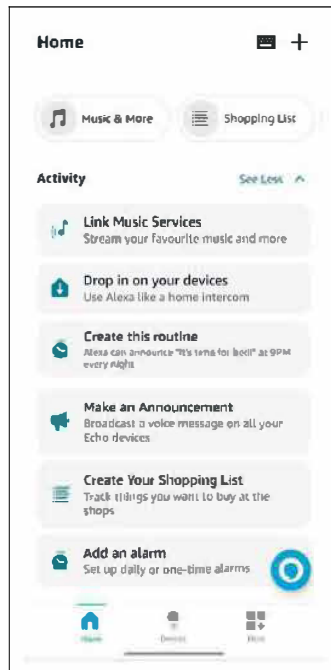 Home
Music & More
Shopping List
Activity
See Less
Link Music Services
Stream your favourite music and more
Drop in on your devices
Use Alexa like a home intercom
Create this routine
Alexa can announce "It's time for bed!" at 9PM
every night
Make an Announcement
Broadcast a voice message on all your
Echo devices
Create Your Shopping List
Track things you want to buy at the
shops
Add an alarm
Set up daily or one-time alarms
Home
Devices
More